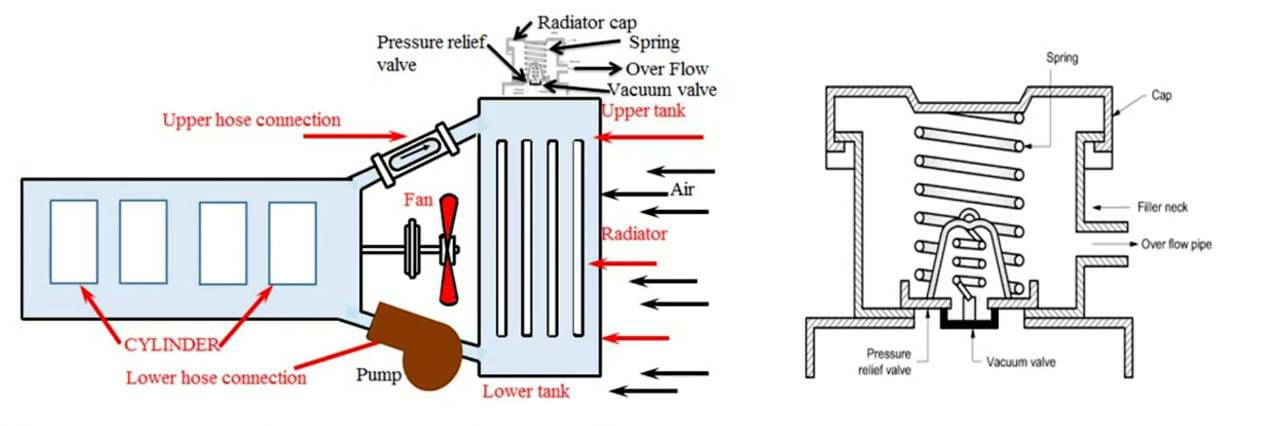 Radiator cap
Pressure relief
valve
Spring
Over Flow
Vacuum valve
Upper hose connection
Upper tank
Air
Fan
Radiator
CYLINDER
Lower hose connection
Pump
Lower tank
Spring
Cap
Filler neck
Over flow pipe
Pressure
relief valve
Vacuum valve